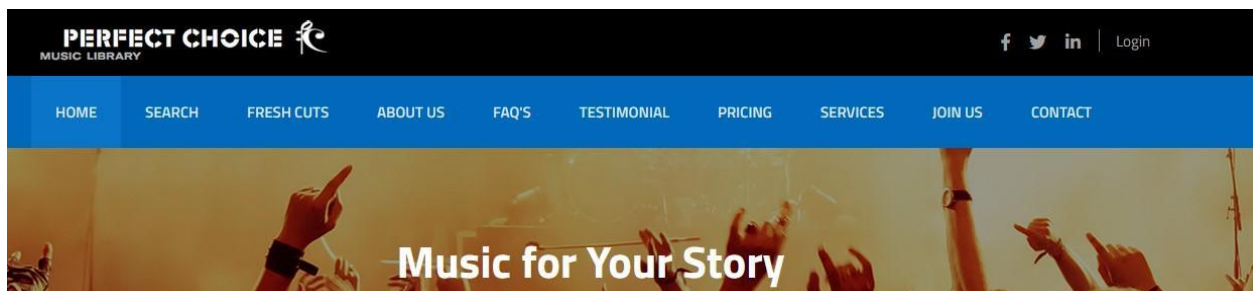 PERFECT CHOICE
MUSIC LIBRARY
Login
HOME SEARCH FRESH CUTS ABOUT US FAQ'S TESTIMONIAL PRICING SERVICES JOIN US CONTACT
Music for Your Story